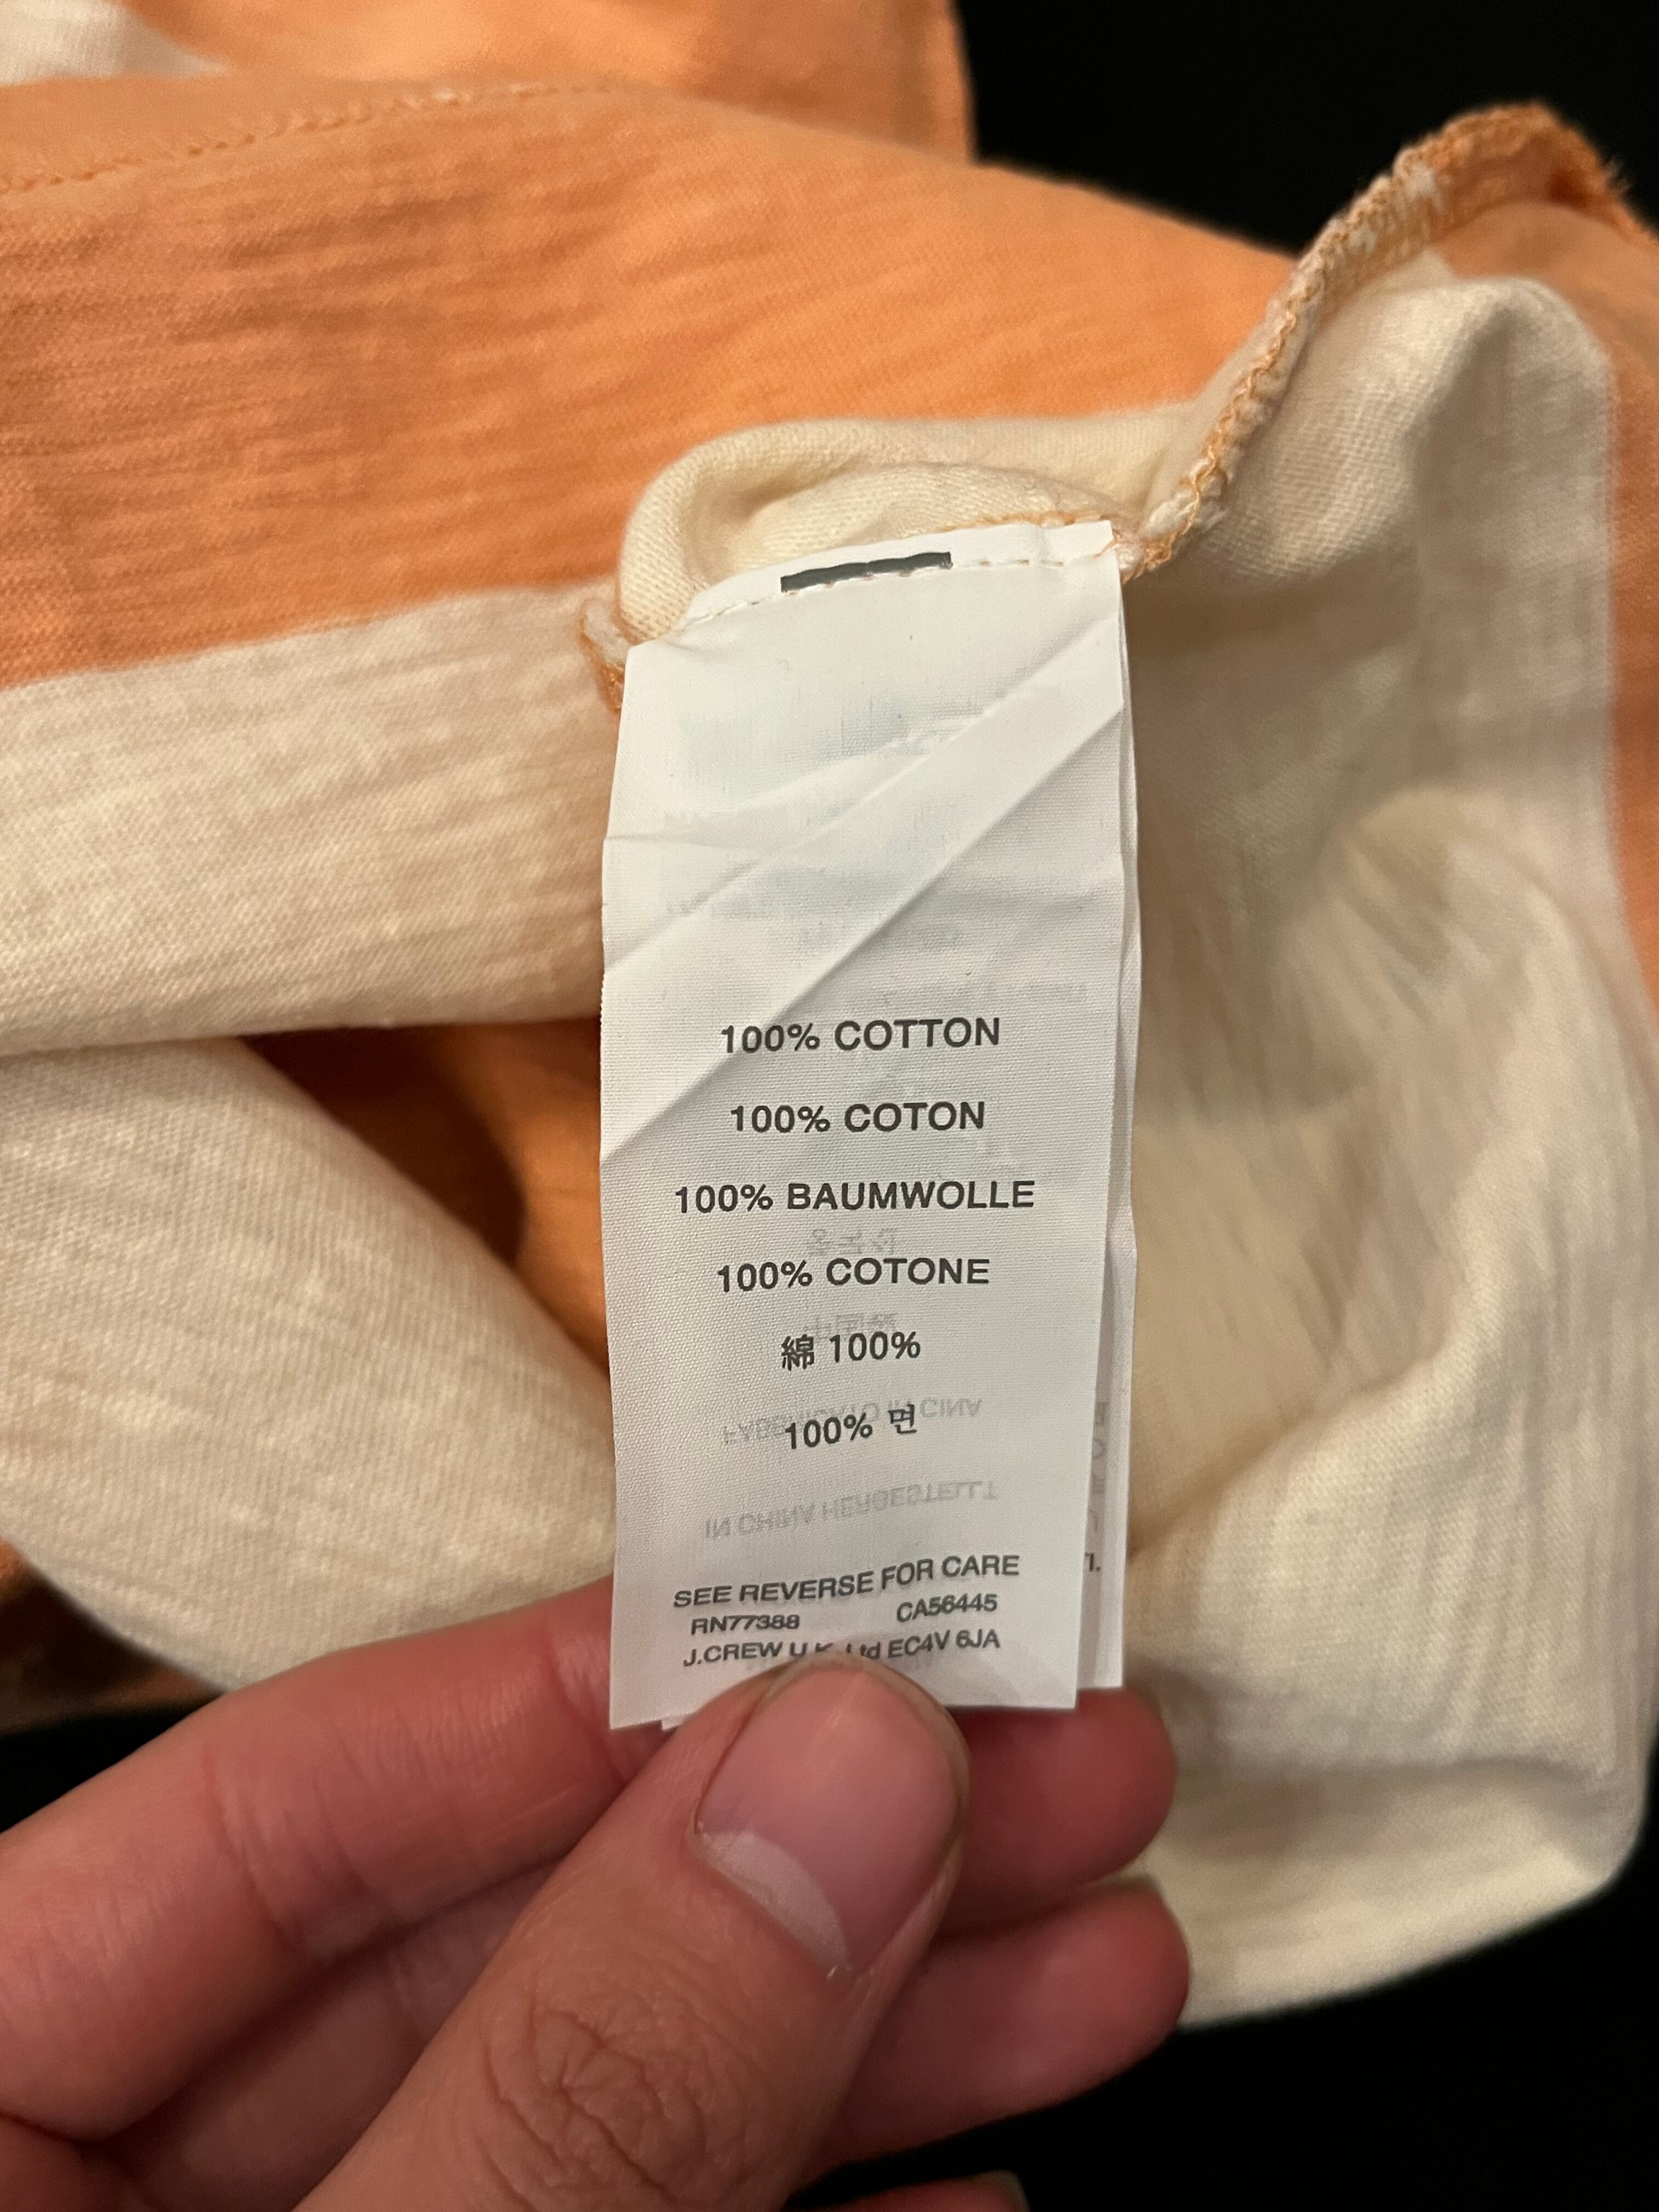 100% COTTON
100% COTON
100% BAUMWOLLE
100% COTONE
綿 100%
100% 면
SEE REVERSE FOR CARE
RN77388 CA56445
J.CREW U.K. Ltd EC4V 6JA